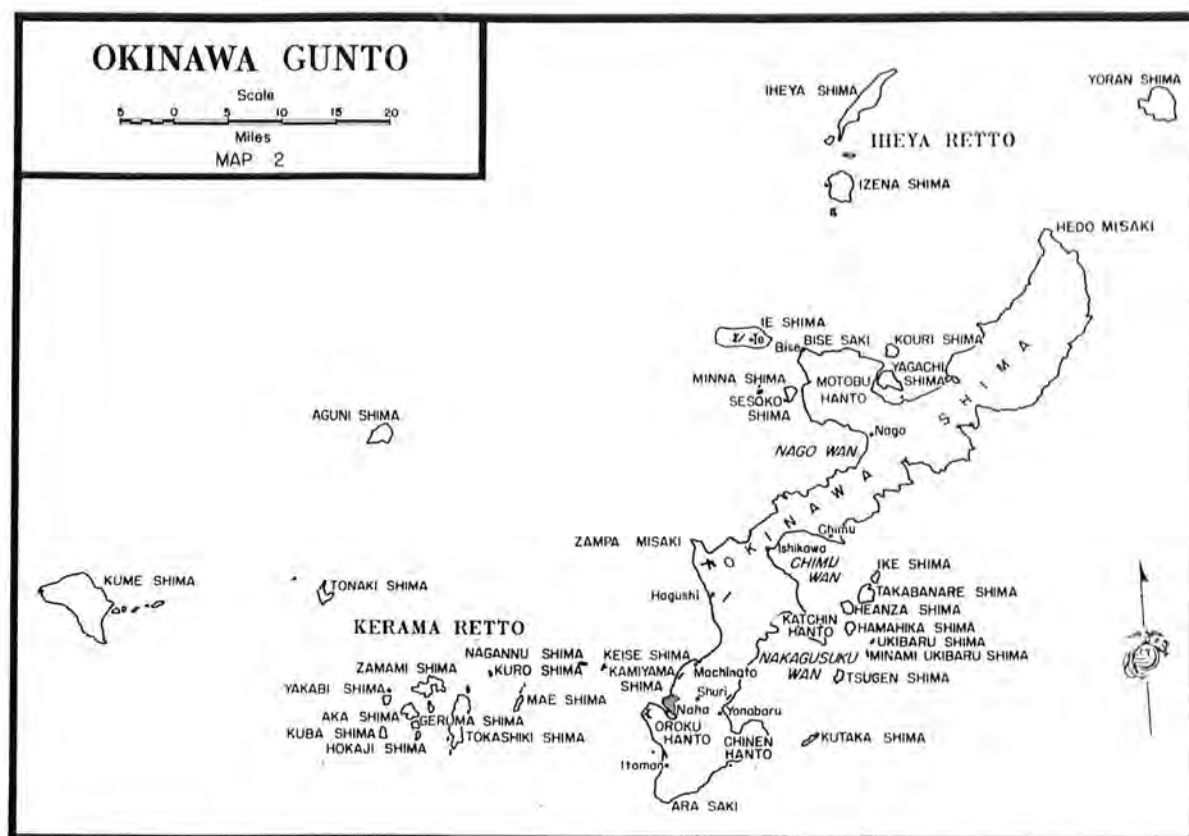 OKINAWA GUNTO
Scale
5 0 5 10 15 20
Miles
MAP 2
IHEYA SHIMA
YORAN SHIMA
IHEYA RETTO
IZENA SHIMA
HEDO MISAKI
IE SHIMA
Ie
Bise
BISE SAKI
KOURI SHIMA
YAGACHI
SHIMA
MOTOBU
HANTO
MINNA SHIMA
SESOKO
SHIMA
AGUNI SHIMA
Nago
NAGO WAN
OKINAWA SHIMA
Chimu
ZAMPA MISAKI
Ishikawa
CHIMU
WAN
IKE SHIMA
KUME SHIMA
TONAKI SHIMA
Hagushi
TAKABANARE SHIMA
HEANZA SHIMA
KATCHIN
HANTO
HAMAHIKA SHIMA
KERAMA RETTO
UKIBARU SHIMA
MINAMI UKIBARU SHIMA
NAKAGUSUKU
WAN
TSUGEN SHIMA
NAGANNU SHIMA
KEISE SHIMA
ZAMAMI SHIMA
KURO SHIMA
KAMIYAMA
SHIMA
Machinato
YAKABI SHIMA
MAE SHIMA
Shuri
AKA SHIMA
GERUMA SHIMA
Naha
Yonabaru
KUBA SHIMA
TOKASHIKI SHIMA
OROKU
HANTO
CHINEN
HANTO
KUTAKA SHIMA
HOKAJI SHIMA
Itoman
ARA SAKI